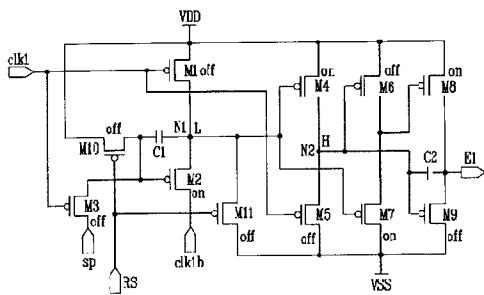 VDD
clk1
M1 off
on
M4
off
M6
on
M8
off
M10
N1 L
C1
N2 H
C2
E1
M3
off
M2
on
M11
off
M5
off
M7
on
M9
off
sp
RS
clk1b
VSS